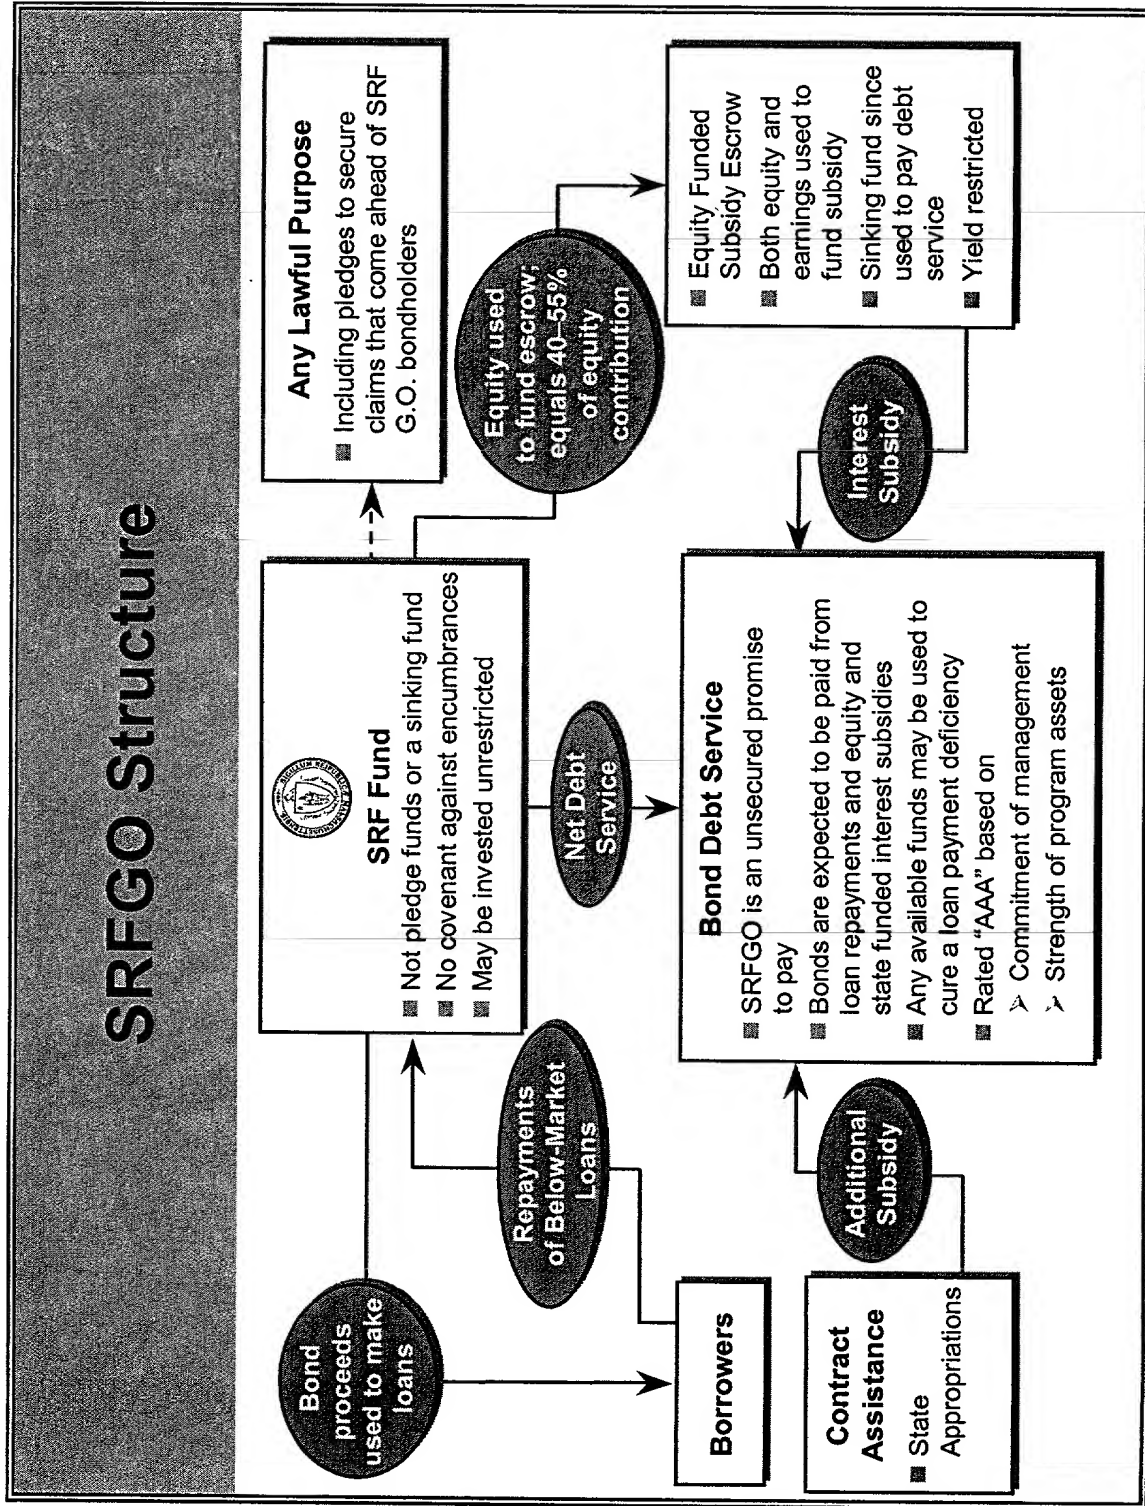 SRFGO Structure
Bond
proceeds
used to make
loans
SIGILLUM REIPUBLICÆ MASSACHUSETTENSIS
SRF Fund
■ Not pledge funds or a sinking fund
■ No covenant against encumbrances
■ May be invested unrestricted
Any Lawful Purpose
■ Including pledges to secure
claims that come ahead of SRF
G.O. bondholders
Repayments
of Below-Market
Loans
Net Debt
Service
Equity used
to fund escrow;
equals 40–55%
of equity
contribution
Borrowers
Contract
Assistance
■ State
Appropriations
Additional
Subsidy
Bond Debt Service
■ SRFGO is an unsecured promise
to pay
■ Bonds are expected to be paid from
loan repayments and equity and
state funded interest subsidies
■ Any available funds may be used to
cure a loan payment deficiency
■ Rated “AAA” based on
➢ Commitment of management
➢ Strength of program assets
Interest
Subsidy
■ Equity Funded
Subsidy Escrow
■ Both equity and
earnings used to
fund subsidy
■ Sinking fund since
used to pay debt
service
■ Yield restricted